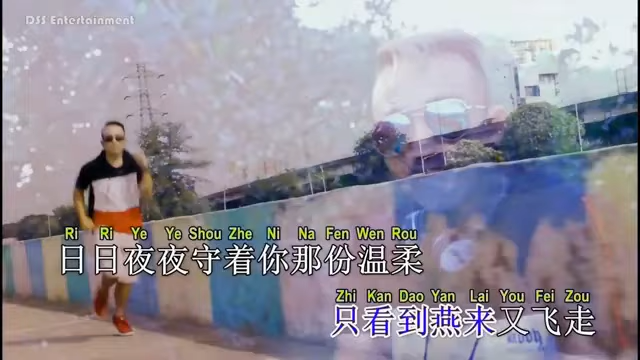 DSS Entertainment
Ri Ri Ye Ye Shou Zhe Ni Na Fen Wen Rou
日日夜夜守着你那份温柔
Zhi Kan Dao Yan Lai You Fei Zou
只看到燕来又飞走